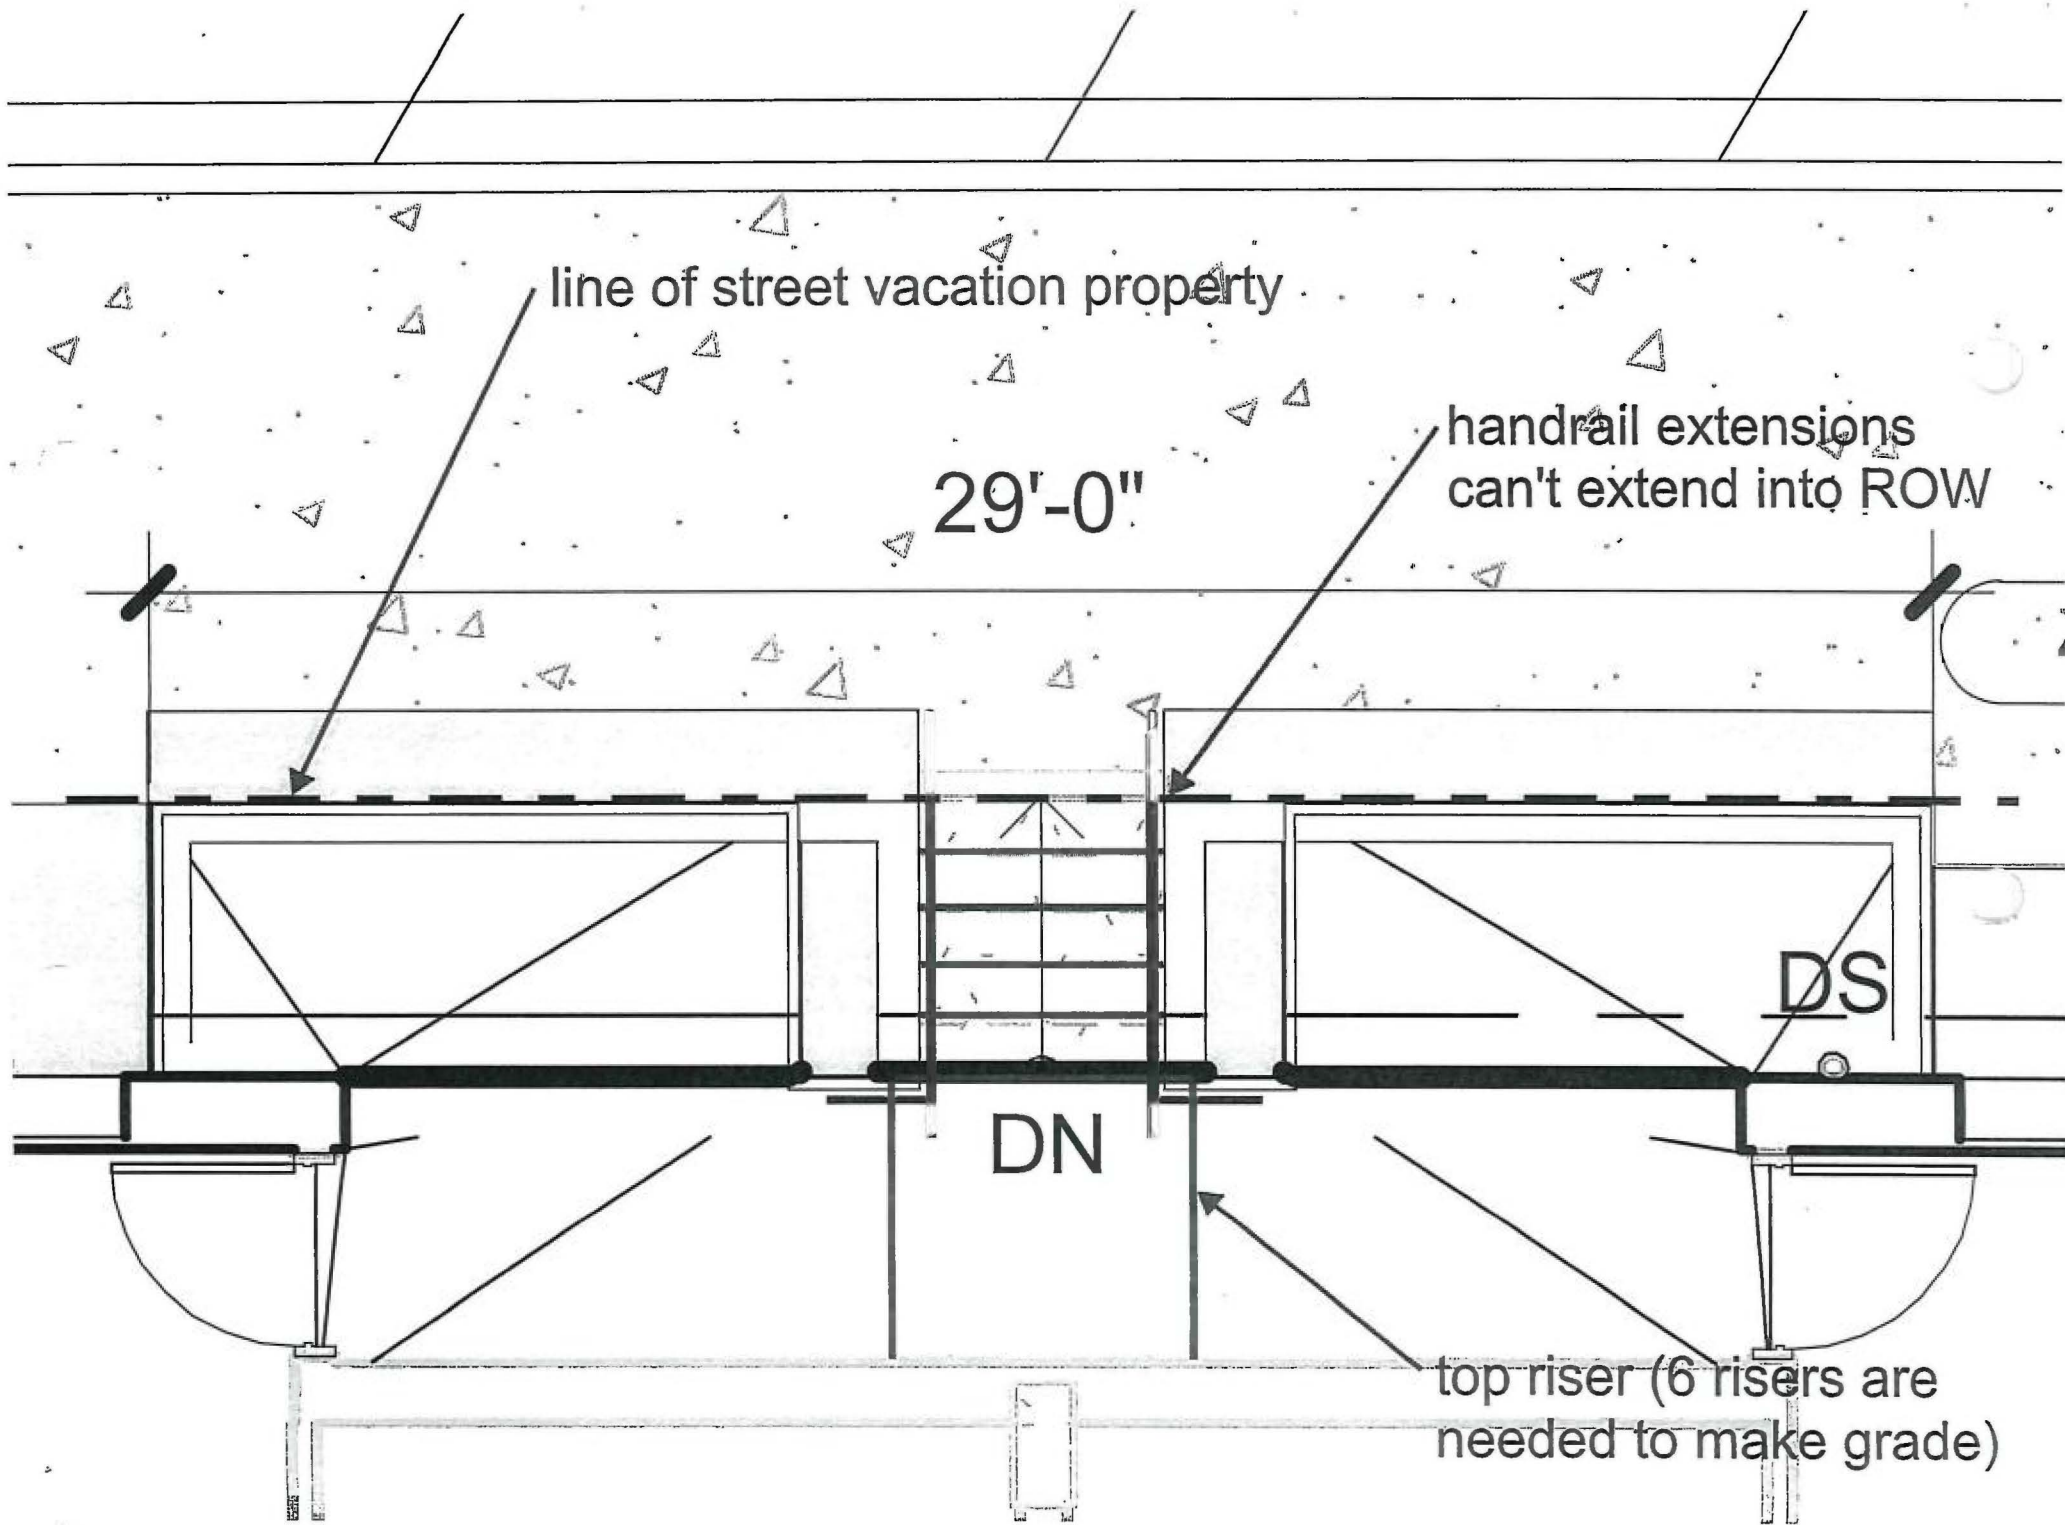 line of street vacation property
handrail extensions
can't extend into ROW
29'-0"
DS
DN
top riser (6 risers are
needed to make grade)